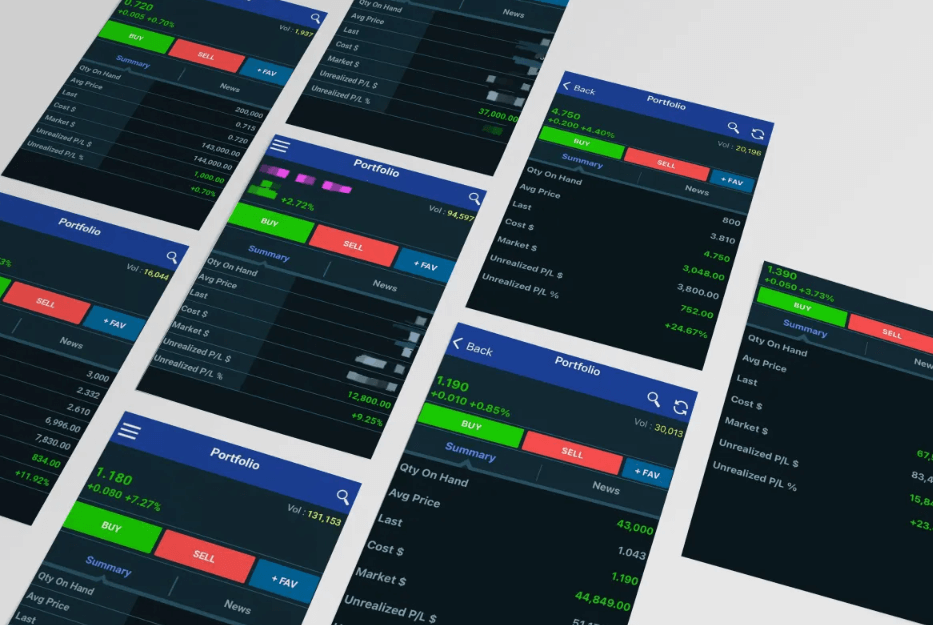 0.720
+0.005 +0.70%
Vol : 1,937
BUY
SELL
+ FAV
Summary
News
Qty On Hand
200,000
Avg Price
0.715
Last
0.720
Cost $
143,000.00
Market $
144,000.00
Unrealized P/L $
1,000.00
Unrealized P/L %
+0.70%
News
Qty On Hand
Avg Price
Last
Cost $
Market $
Unrealized P/L $
37,000.00
Unrealized P/L %
Back
Portfolio
4.750
+0.200 +4.40%
Vol : 20,196
BUY
SELL
+ FAV
Summary
News
Qty On Hand
800
Avg Price
3.810
Last
4.750
Cost $
3,048.00
Market $
3,800.00
Unrealized P/L $
752.00
Unrealized P/L %
+24.67%
Portfolio
Vol : 16,044
SELL
+ FAV
News
3,000
2.332
2.610
6,996.00
7,830.00
834.00
+11.92%
Portfolio
+2.72%
Vol : 94,597
BUY
SELL
+ FAV
Summary
News
Qty On Hand
Avg Price
Last
Cost $
Market $
Unrealized P/L $
12,800.00
Unrealized P/L %
+9.25%
1.390
+0.050 +3.73%
BUY
SELL
Summary
Qty On Hand
Avg Price
Last
Cost $
Market $
Unrealized P/L $
Unrealized P/L %
Portfolio
1.180
+0.080 +7.27%
Vol : 131,153
BUY
SELL
+ FAV
Summary
News
Qty On Hand
Avg Price
Last
Back
Portfolio
1.190
+0.010 +0.85%
Vol : 30,013
BUY
SELL
+ FAV
Summary
News
Qty On Hand
43,000
Avg Price
1.043
Last
1.190
Cost $
44,849.00
Market $
Unrealized P/L $